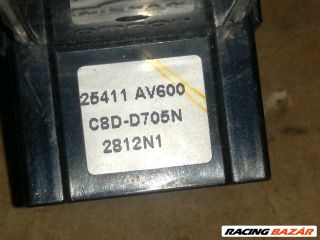 25411 AV600
C8D-D705N
2812N1
RACING BAZÁR